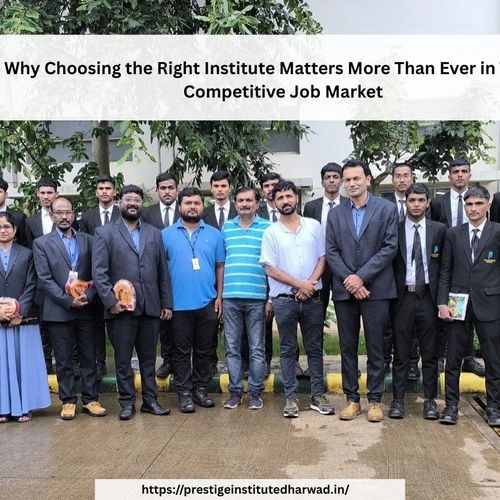 Why Choosing the Right Institute Matters More Than Ever in
Competitive Job Market
https://prestigeinstitutedharwad.in/